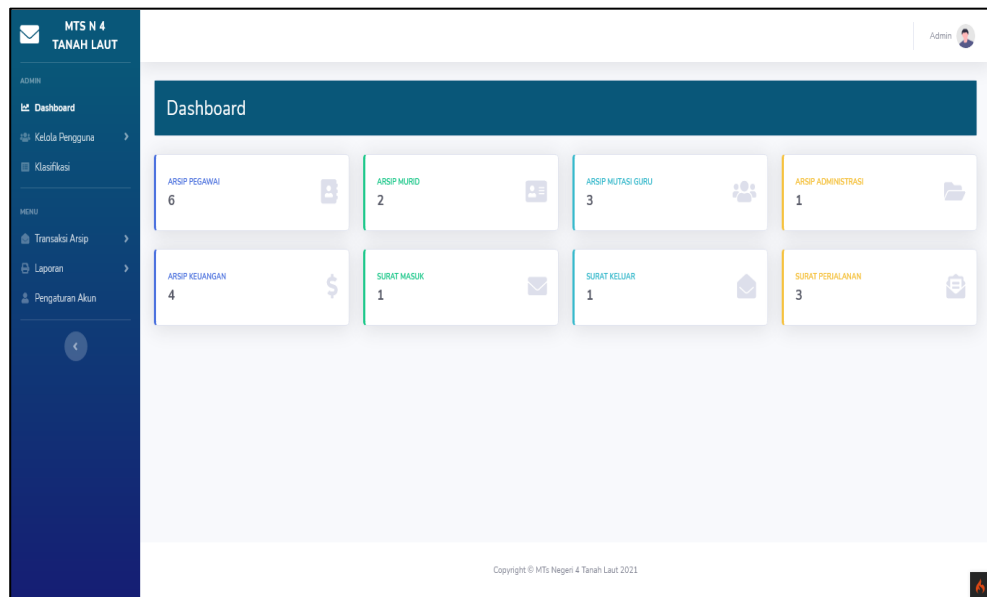 MTS N 4
TANAH LAUT
Admin
ADMIN
Dashboard
Kelola Pengguna
Klasifikasi
MENU
Transaksi Arsip
Laporan
Pengaturan Akun
Dashboard
ARSIP PEGAWAI
6
ARSIP MURID
2
ARSIP MUTASI GURU
3
ARSIP ADMINISTRASI
1
ARSIP KEUANGAN
4
SURAT MASUK
1
SURAT KELUAR
1
SURAT PERJALANAN
3
Copyright © MTs Negeri 4 Tanah Laut 2021